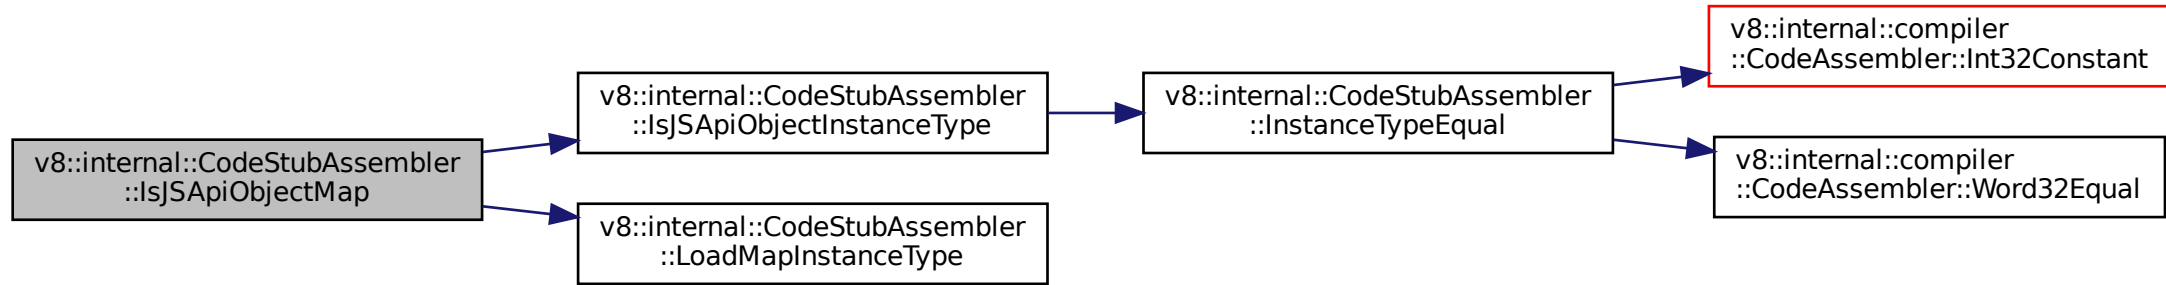 v8::internal::CodeStubAssembler
::IsJSApiObjectMap
v8::internal::CodeStubAssembler
::IsJSApiObjectInstanceType
v8::internal::CodeStubAssembler
::LoadMapInstanceType
v8::internal::CodeStubAssembler
::InstanceTypeEqual
v8::internal::compiler
::CodeAssembler::Int32Constant
v8::internal::compiler
::CodeAssembler::Word32Equal